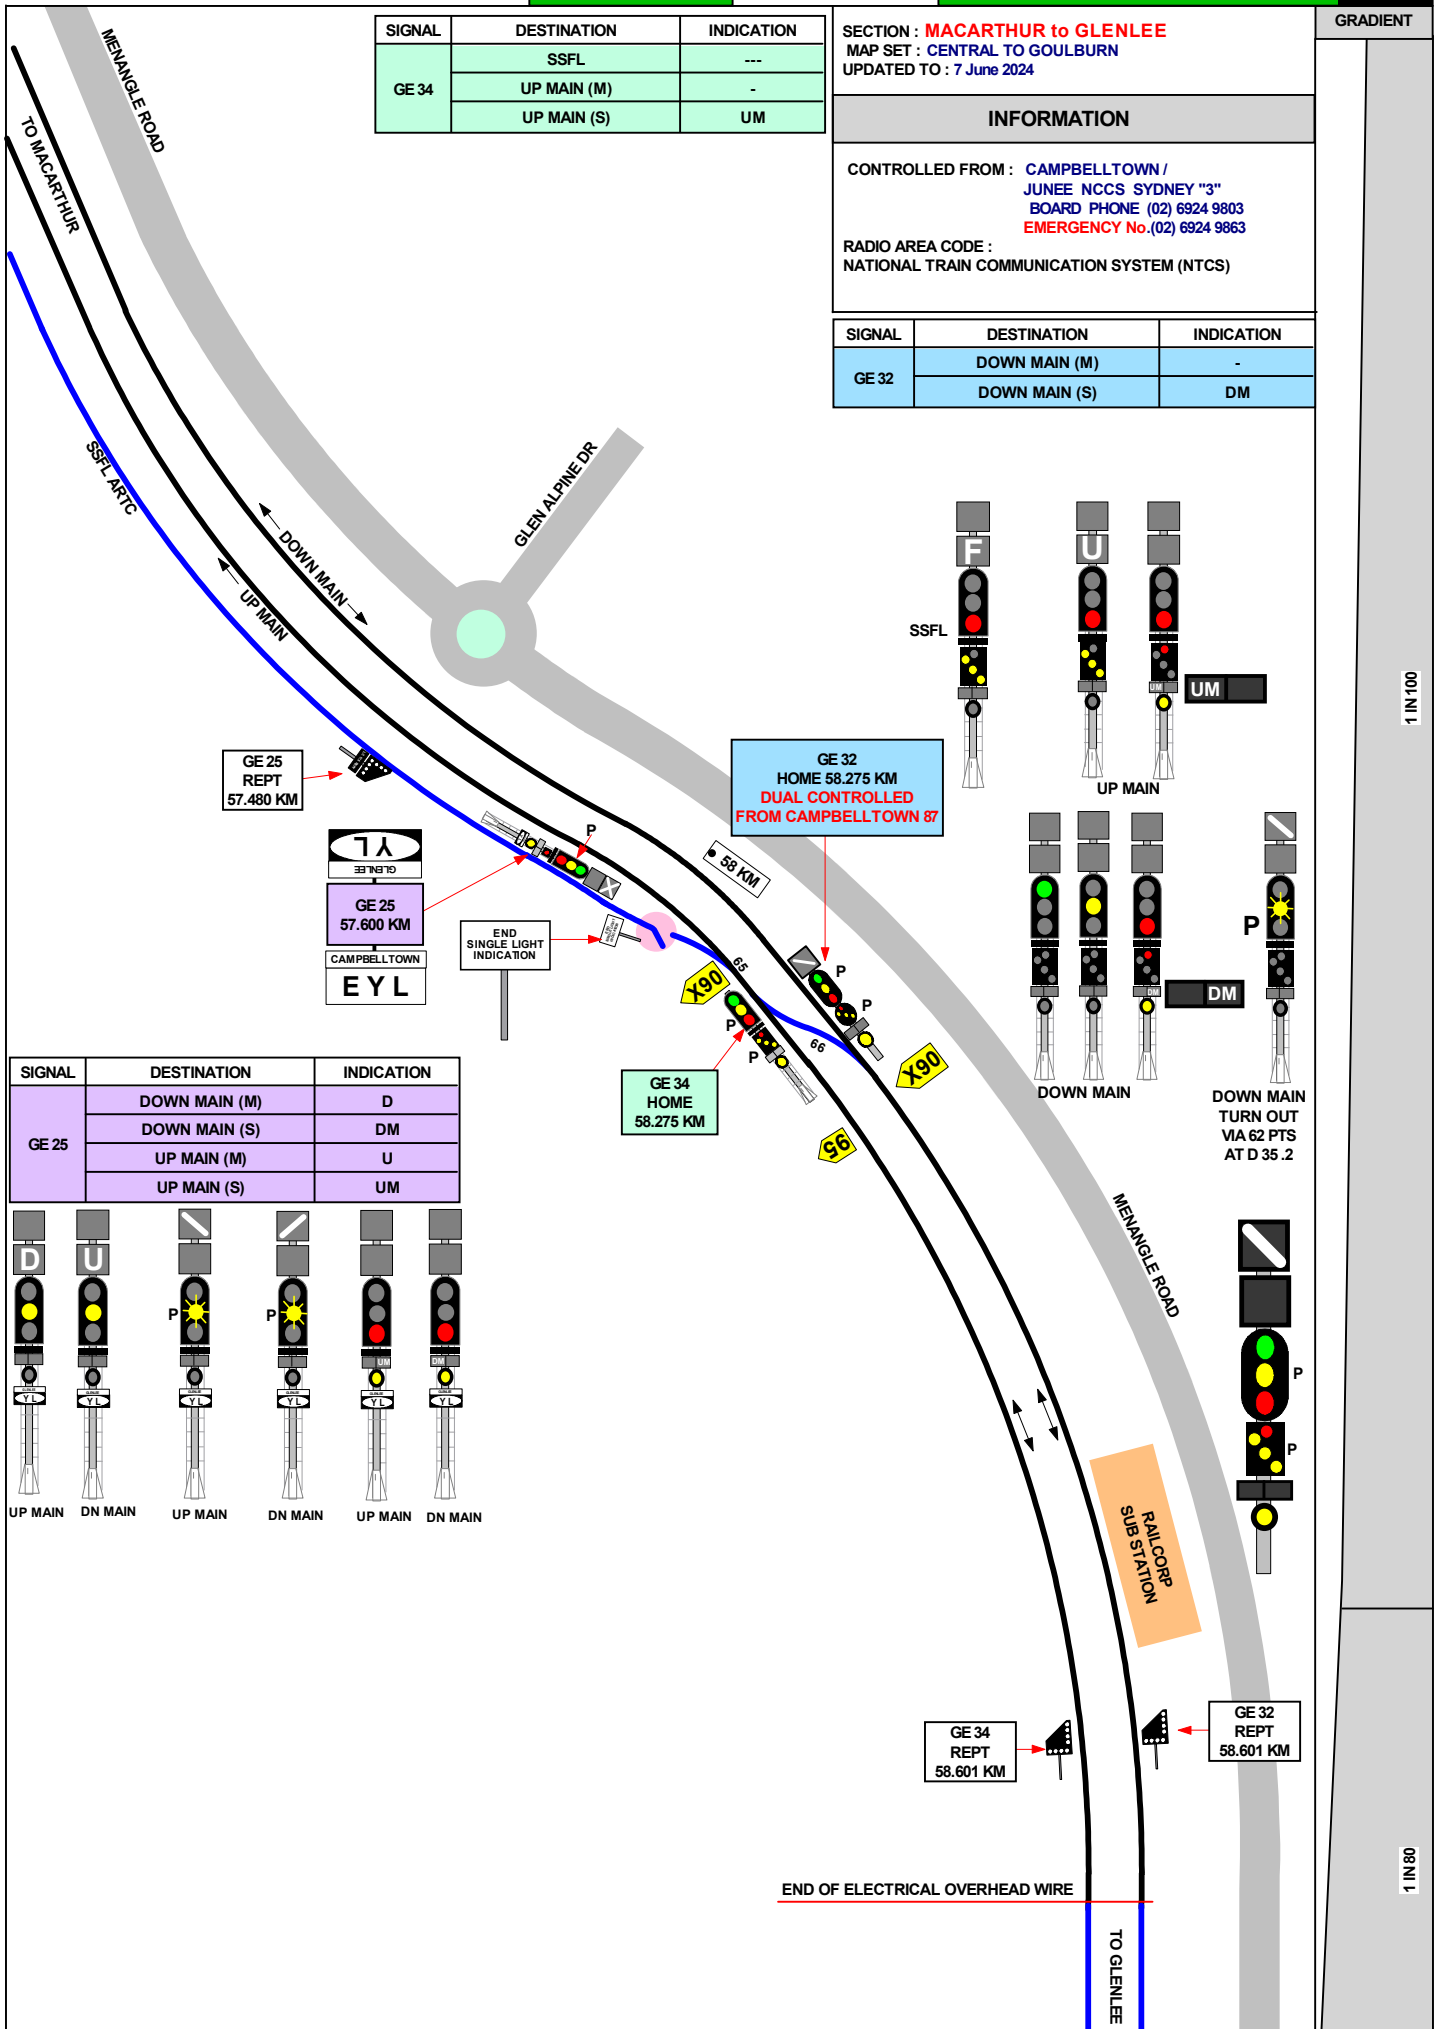 SIGNAL DESTINATION INDICATION
GE 34
SSFL ---
UP MAIN (M) -
UP MAIN (S) UM
SECTION : MACARTHUR to GLENLEE
MAP SET : CENTRAL TO GOULBURN
UPDATED TO : 7 June 2024
GRADIENT
INFORMATION
CONTROLLED FROM : CAMPBELLTOWN /
JUNEE NCCS SYDNEY "3"
BOARD PHONE (02) 6924 9803
EMERGENCY No.(02) 6924 9863
RADIO AREA CODE :
NATIONAL TRAIN COMMUNICATION SYSTEM (NTCS)
SIGNAL DESTINATION INDICATION
GE 32
DOWN MAIN (M) -
DOWN MAIN (S) DM
MENANGLE ROAD
TO MACARTHUR
SSFL ARTC
GLEN ALPINE DR
DOWN MAIN
UP MAIN
F
U
SSFL
UM
UM
UP MAIN
1 IN 100
GE 25
REPT
57.480 KM
GE 32
HOME 58.275 KM
DUAL CONTROLLED
FROM CAMPBELLTOWN 87
P
58 KM
YL
GLENLEE
GE 25
57.600 KM
CAMPBELLTOWN
E Y L
END
SINGLE LIGHT
INDICATION
X
65
X90
P
P
P
P
66
X90
GE 34
HOME
58.275 KM
95
P
DM
DM
DOWN MAIN
DOWN MAIN
TURN OUT
VIA 62 PTS
AT D 35 .2
SIGNAL DESTINATION INDICATION
GE 25
DOWN MAIN (M) D
DOWN MAIN (S) DM
UP MAIN (M) U
UP MAIN (S) UM
D
U
P
P
UM
DM
Y L
Y L
Y L
Y L
Y L
Y L
UP MAIN
DN MAIN
UP MAIN
DN MAIN
UP MAIN
DN MAIN
MENANGLE ROAD
P
P
RAILCORP
SUB STATION
GE 34
REPT
58.601 KM
GE 32
REPT
58.601 KM
1 IN 80
END OF ELECTRICAL OVERHEAD WIRE
TO GLENLEE